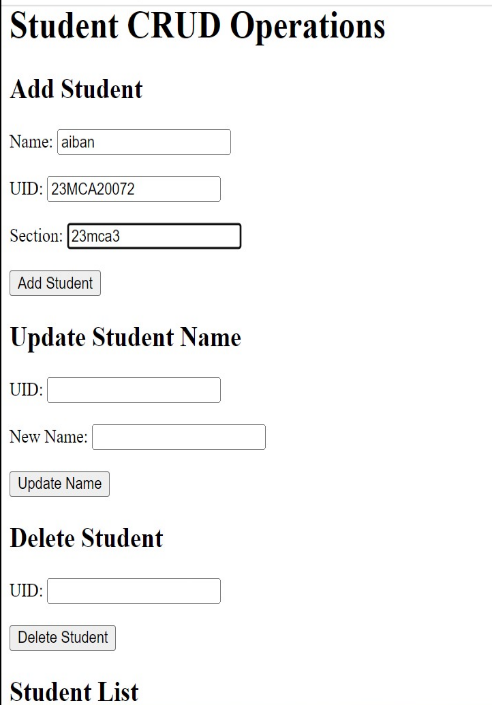 Student CRUD Operations
Add Student
Name: aiban
UID: 23MCA20072
Section: 23mca3
Add Student
Update Student Name
UID:
New Name:
Update Name
Delete Student
UID:
Delete Student
Student List